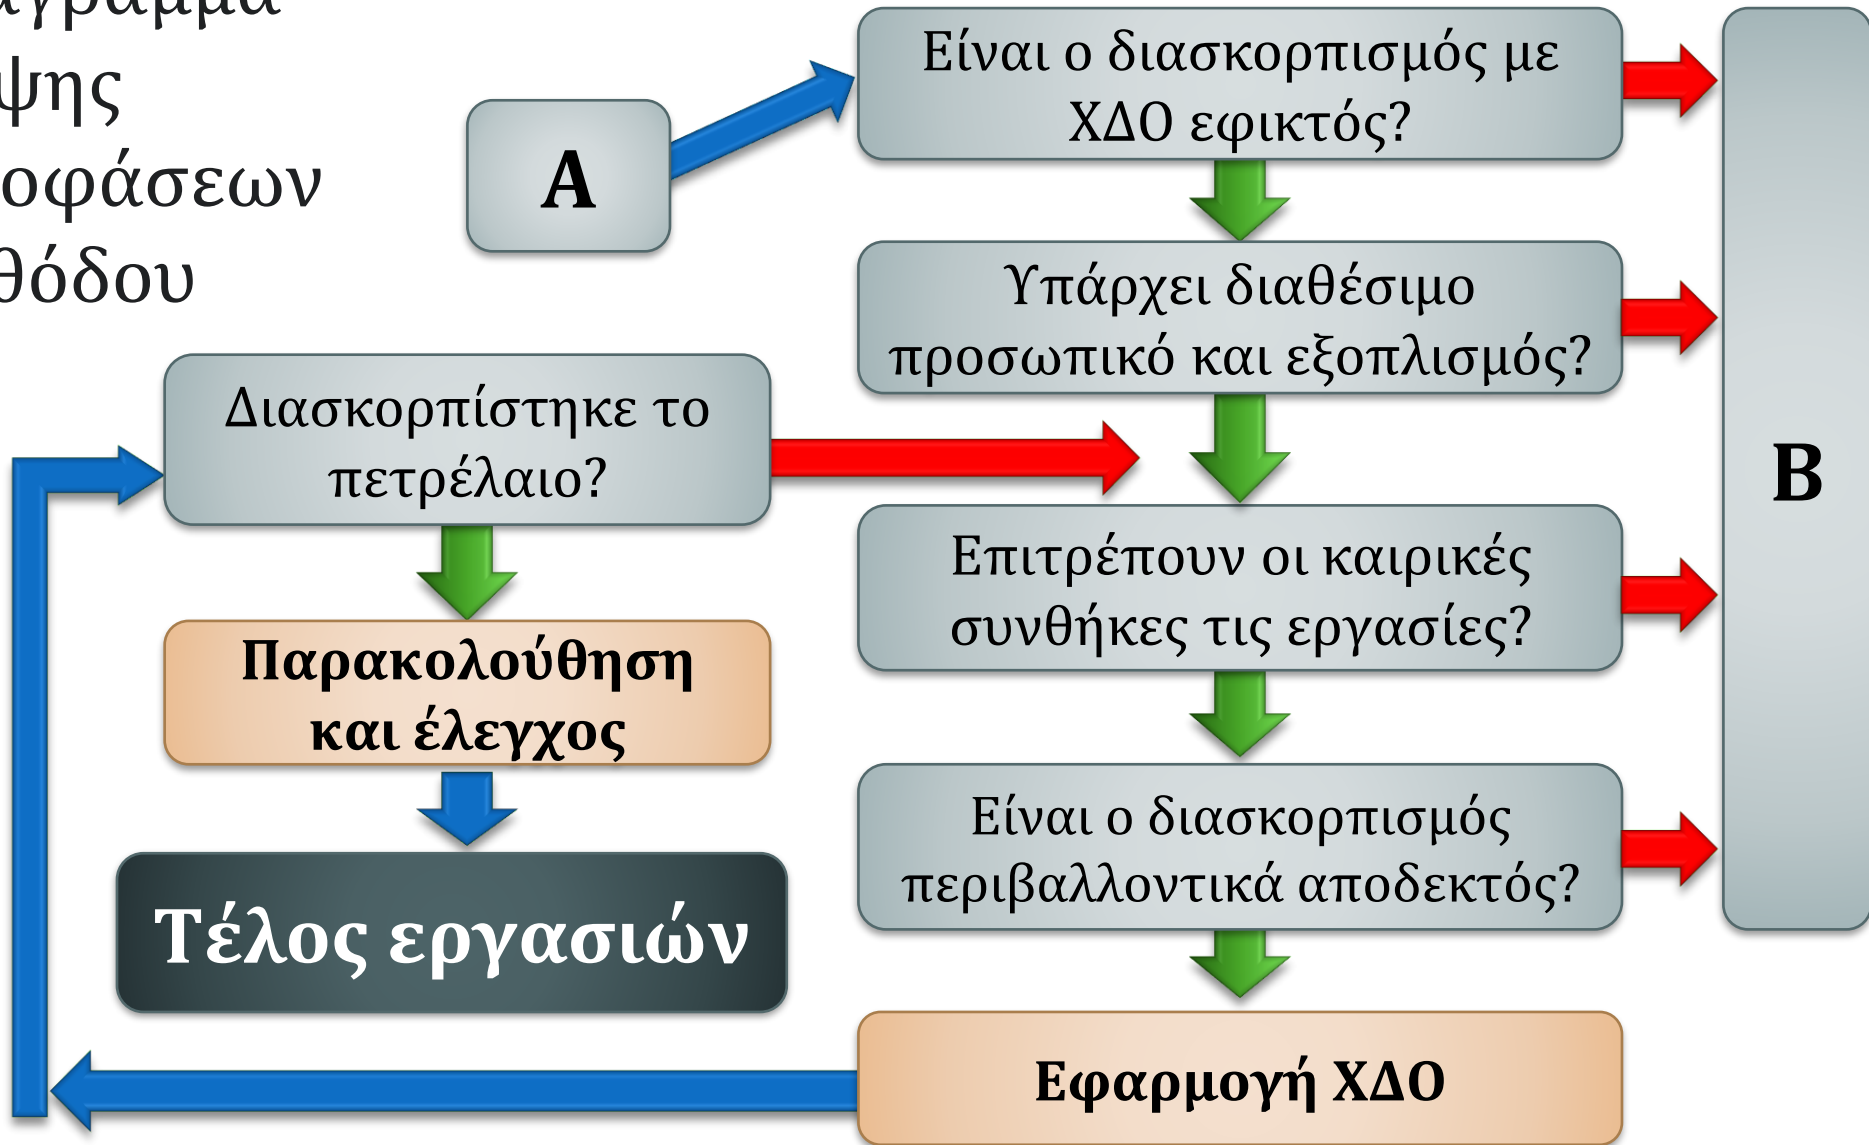 άγραμμα
ψης
οφάσεων
θόδου
Α
Είναι ο διασκορπισμός με
ΧΔΟ εφικτός?
Υπάρχει διαθέσιμο
προσωπικό και εξοπλισμός?
Επιτρέπουν οι καιρικές
συνθήκες τις εργασίες?
Είναι ο διασκορπισμός
περιβαλλοντικά αποδεκτός?
Εφαρμογή ΧΔΟ
Β
Διασκορπίστηκε το
πετρέλαιο?
Παρακολούθηση
και έλεγχος
Τέλος εργασιών